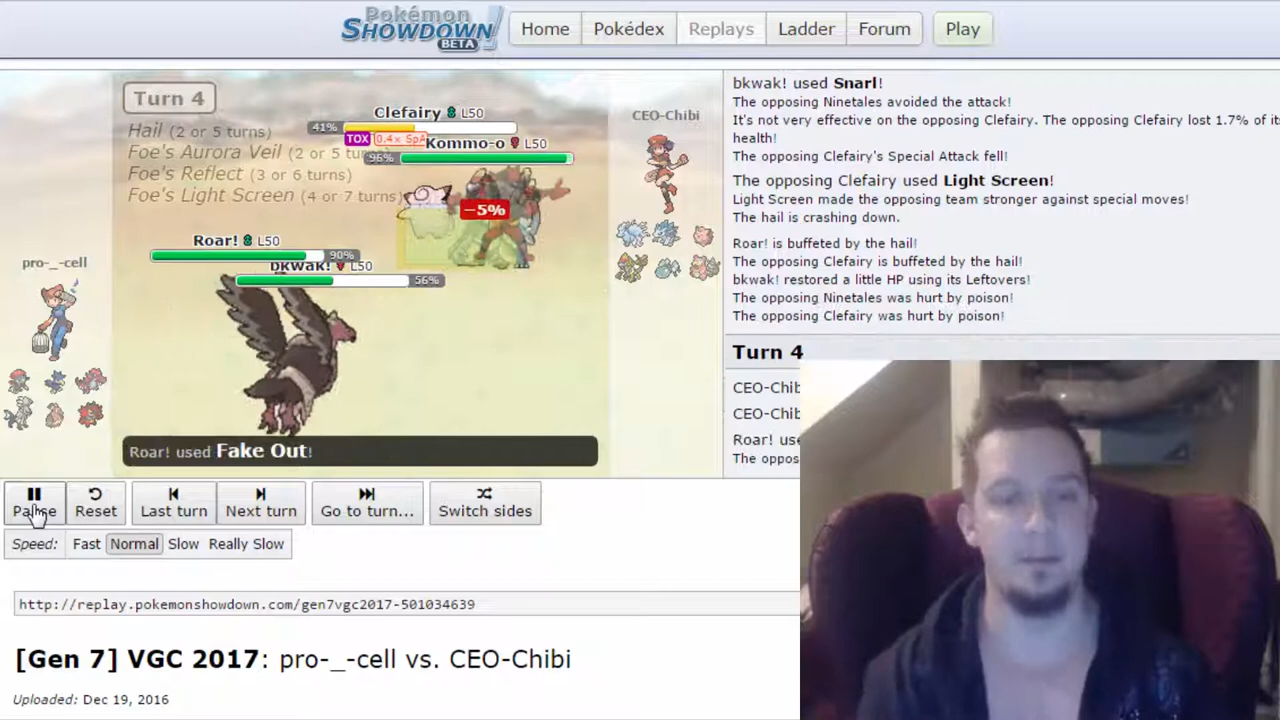 Pokémon
SHOWDOWN
BETA
Home
Pokédex
Replays
Ladder
Forum
Play
Turn 4
Hail (2 or 5 turns)
Foe's Aurora Veil (2 or 5 turns)
Foe's Reflect (3 or 6 turns)
Foe's Light Screen (4 or 7 turns)
Clefairy L50
41%
TOX 0.4× SpA
Kommo-o L50
96%
−5%
Roar! L50
90%
bkwak! L50
56%
pro-_-cell
CEO-Chibi
Roar! used Fake Out!
bkwak! used Snarl!
The opposing Ninetales avoided the attack!
It's not very effective on the opposing Clefairy. The opposing Clefairy lost 1.7% of its
health!
The opposing Clefairy's Special Attack fell!
The opposing Clefairy used Light Screen!
Light Screen made the opposing team stronger against special moves!
The hail is crashing down.
Roar! is buffeted by the hail!
The opposing Clefairy is buffeted by the hail!
bkwak! restored a little HP using its Leftovers!
The opposing Ninetales was hurt by poison!
The opposing Clefairy was hurt by poison!
Turn 4
CEO-Chib
CEO-Chib
Roar! use
The oppos
Pause
Reset
Last turn
Next turn
Go to turn...
Switch sides
Speed: Fast Normal Slow Really Slow
http://replay.pokemonshowdown.com/gen7vgc2017-501034639
[Gen 7] VGC 2017: pro-_-cell vs. CEO-Chibi
Uploaded: Dec 19, 2016